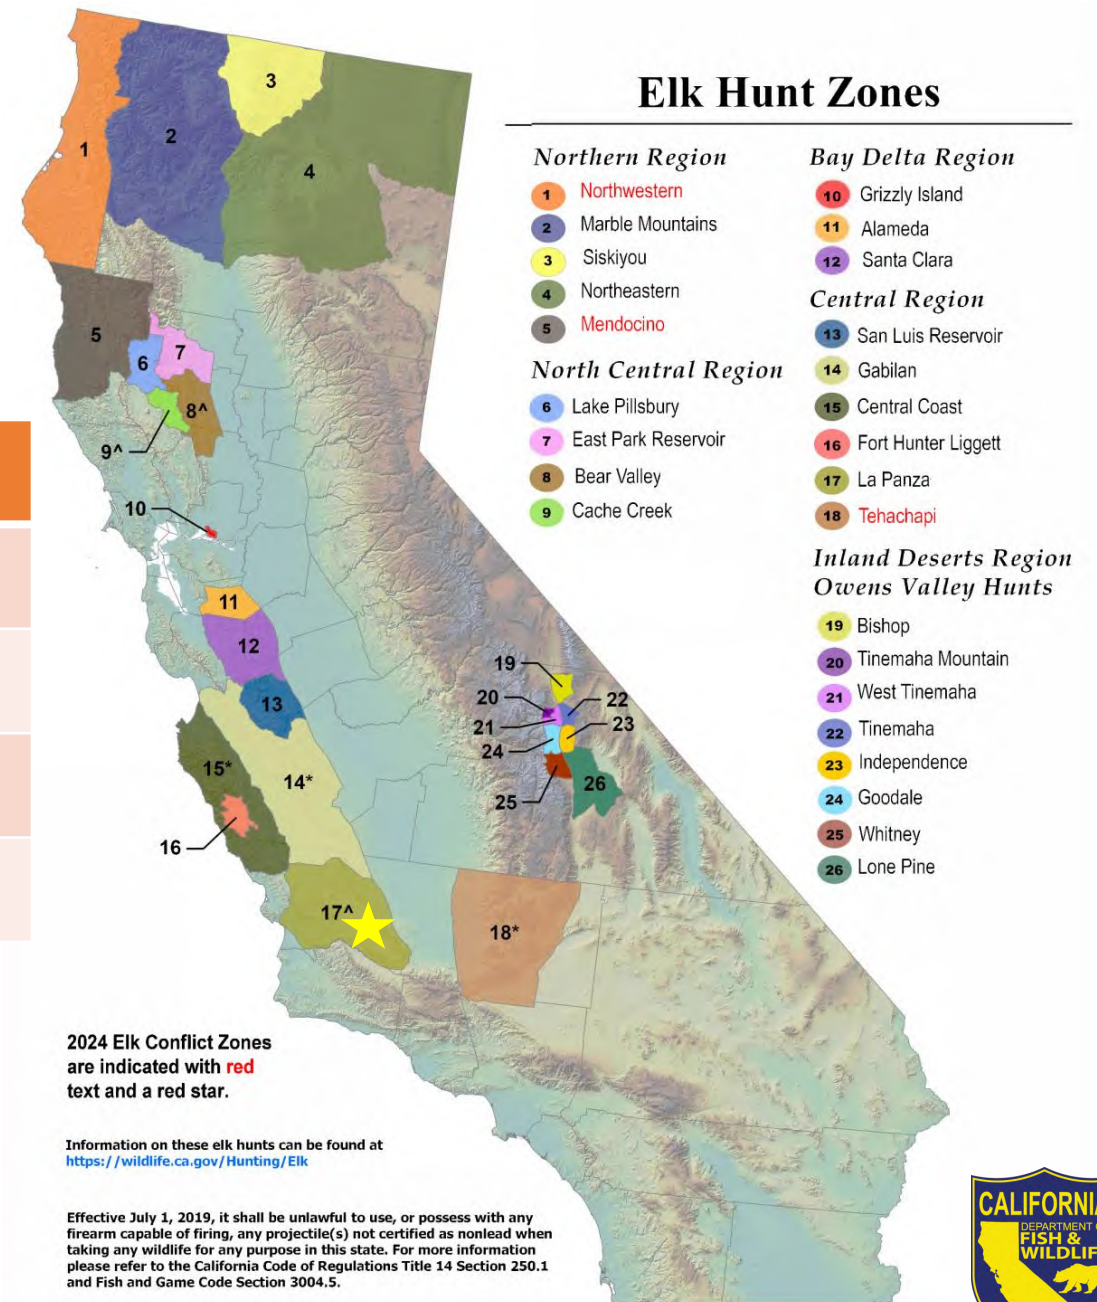 Elk Hunt Zones
Northern Region
1 Northwestern
2 Marble Mountains
3 Siskiyou
4 Northeastern
5 Mendocino
North Central Region
6 Lake Pillsbury
7 East Park Reservoir
8 Bear Valley
9 Cache Creek
Bay Delta Region
10 Grizzly Island
11 Alameda
12 Santa Clara
Central Region
13 San Luis Reservoir
14 Gabilan
15 Central Coast
16 Fort Hunter Liggett
17 La Panza
18 Tehachapi
Inland Deserts Region
Owens Valley Hunts
19 Bishop
20 Tinemaha Mountain
21 West Tinemaha
22 Tinemaha
23 Independence
24 Goodale
25 Whitney
26 Lone Pine
1
2
3
4
5
6
7
8^
9^
10
11
12
13
14*
15*
16
17^
18*
19
20
21
22
23
24
25
26
2024 Elk Conflict Zones
are indicated with red
text and a red star.
Information on these elk hunts can be found at
https://wildlife.ca.gov/Hunting/Elk
Effective July 1, 2019, it shall be unlawful to use, or possess with any
firearm capable of firing, any projectile(s) not certified as nonlead when
taking any wildlife for any purpose in this state. For more information
please refer to the California Code of Regulations Title 14 Section 250.1
and Fish and Game Code Section 3004.5.
CALIFORNIA
DEPARTMENT
FISH &
WILDLIF